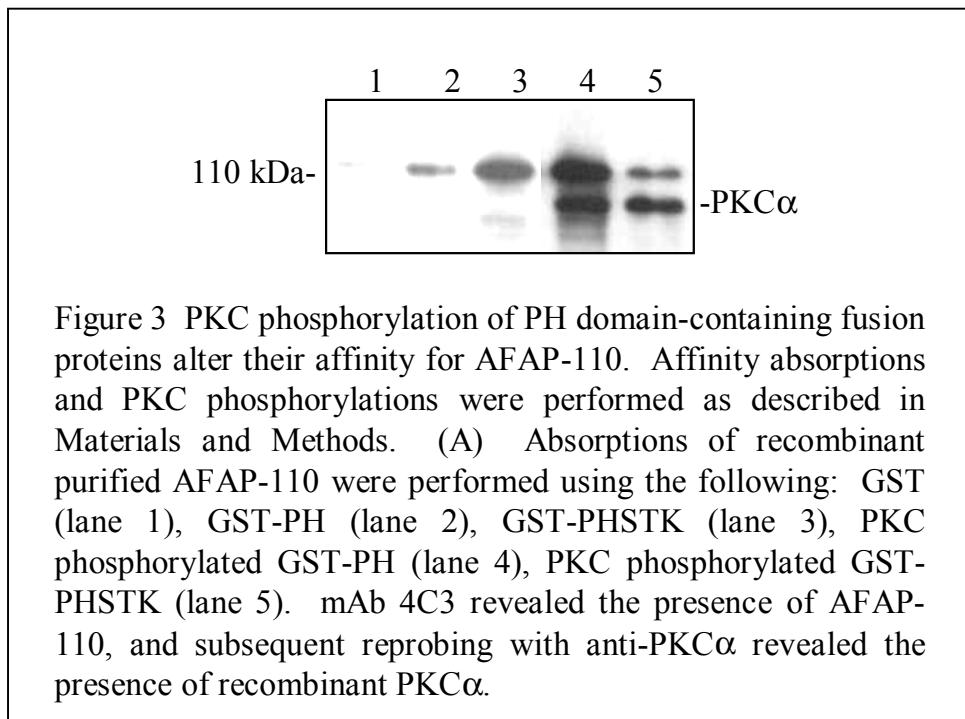 1 2 3 4 5
110 kDa-
-PKCα
Figure 3 PKC phosphorylation of PH domain-containing fusion
proteins alter their affinity for AFAP-110. Affinity absorptions
and PKC phosphorylations were performed as described in
Materials and Methods. (A) Absorptions of recombinant
purified AFAP-110 were performed using the following: GST
(lane 1), GST-PH (lane 2), GST-PHSTK (lane 3), PKC
phosphorylated GST-PH (lane 4), PKC phosphorylated GST-
PHSTK (lane 5). mAb 4C3 revealed the presence of AFAP-
110, and subsequent reprobing with anti-PKCα revealed the
presence of recombinant PKCα.